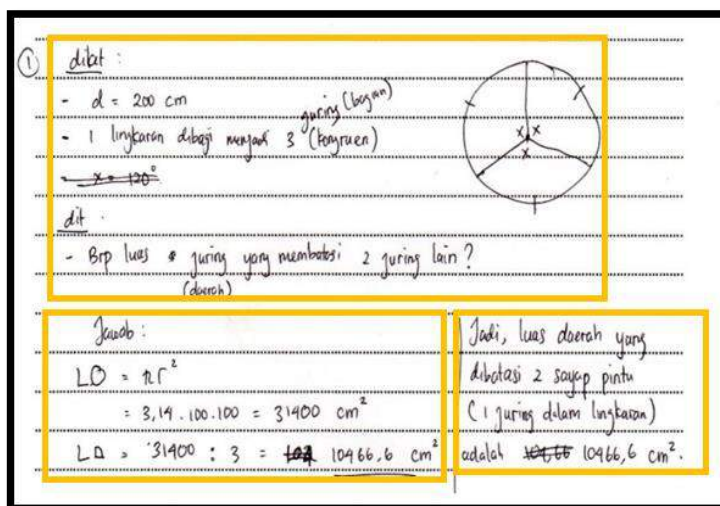 ①
dibat :
- d = 200 cm
- 1 lingkaran dibagi menjadi 3 juring (bagian) (kongruen)
- x = 120°
x x
x
dit .
- Brp luas juring yang membatasi 2 juring lain?
(daerah)
Jawab :
LO = πr²
= 3,14 . 100.100 = 31400 cm²
L∆ = 31400 : 3 = 10466,6 cm²
Jadi, luas daerah yang
dibatasi 2 sayap pintu
(1 juring dalam lingkaran)
adalah 10466 10466,6 cm².